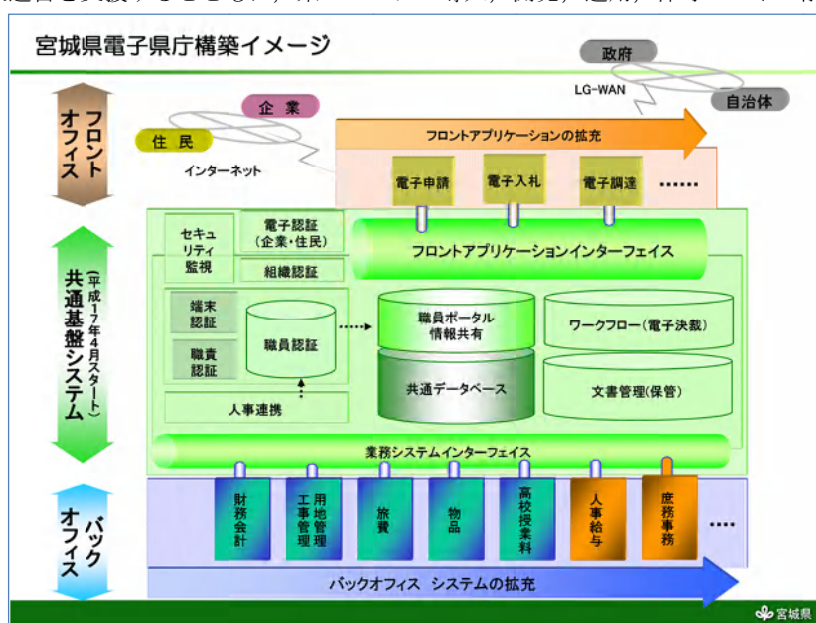 宮城県電子県庁構築イメージ
政府
LG-WAN
自治体
企業
住民
インターネット
フロントオフィス
フロントアプリケーションの拡充
電子申請
電子入札
電子調達
……
共通基盤システム
(平成17年4月スタート)
セキュ
リティ
監視
電子認証
(企業・住民)
組織認証
フロントアプリケーションインターフェイス
端末
認証
職責
認証
職員認証
人事連携
職員ポータル
情報共有
共通データベース
ワークフロー(電子決裁)
文書管理(保管)
業務システムインターフェイス
バックオフィス
財務会計
用地管理
工事管理
旅費
物品
高校授業料
人事給与
庶務事務
….
バックオフィス システムの拡充
宮城県